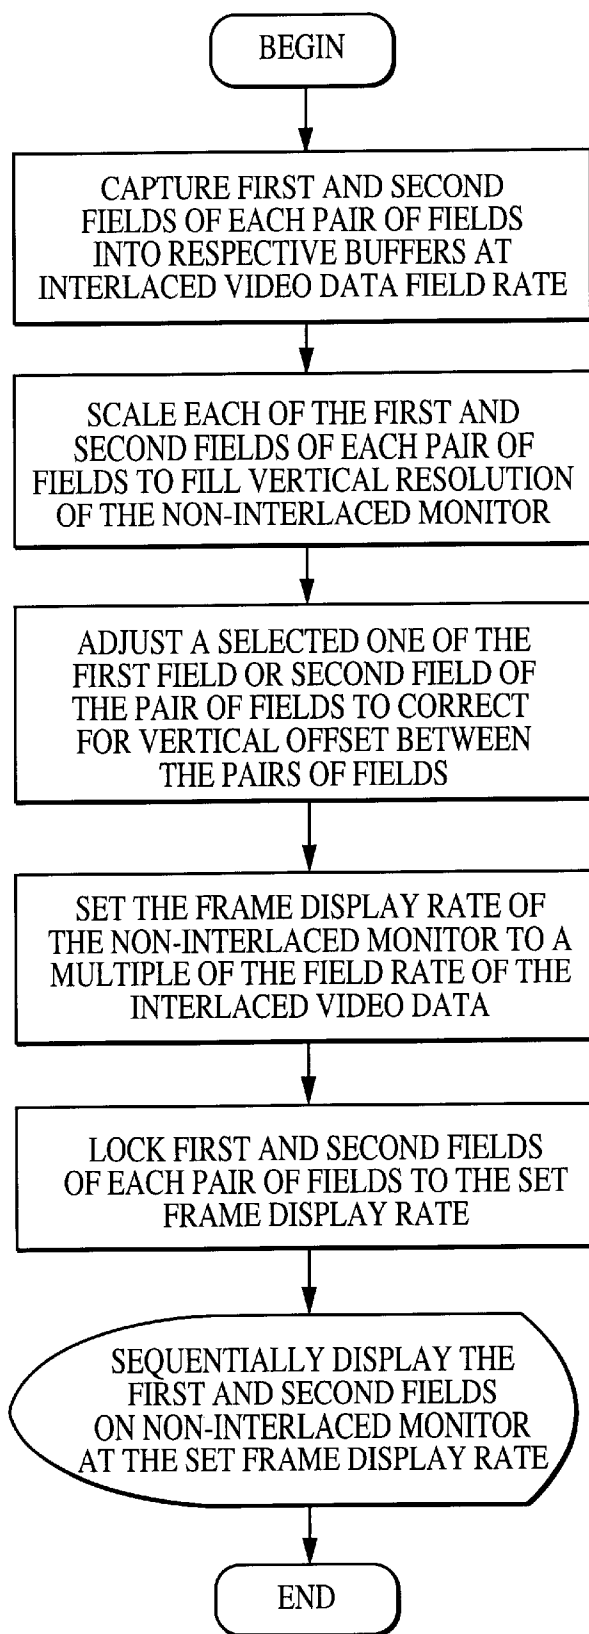 BEGIN
CAPTURE FIRST AND SECOND
FIELDS OF EACH PAIR OF FIELDS
INTO RESPECTIVE BUFFERS AT
INTERLACED VIDEO DATA FIELD RATE
SCALE EACH OF THE FIRST AND
SECOND FIELDS OF EACH PAIR OF
FIELDS TO FILL VERTICAL RESOLUTION
OF THE NON-INTERLACED MONITOR
ADJUST A SELECTED ONE OF THE
FIRST FIELD OR SECOND FIELD OF
THE PAIR OF FIELDS TO CORRECT
FOR VERTICAL OFFSET BETWEEN
THE PAIRS OF FIELDS
SET THE FRAME DISPLAY RATE OF
THE NON-INTERLACED MONITOR TO A
MULTIPLE OF THE FIELD RATE OF THE
INTERLACED VIDEO DATA
LOCK FIRST AND SECOND FIELDS
OF EACH PAIR OF FIELDS TO THE SET
FRAME DISPLAY RATE
SEQUENTIALLY DISPLAY THE
FIRST AND SECOND FIELDS
ON NON-INTERLACED MONITOR
AT THE SET FRAME DISPLAY RATE
END